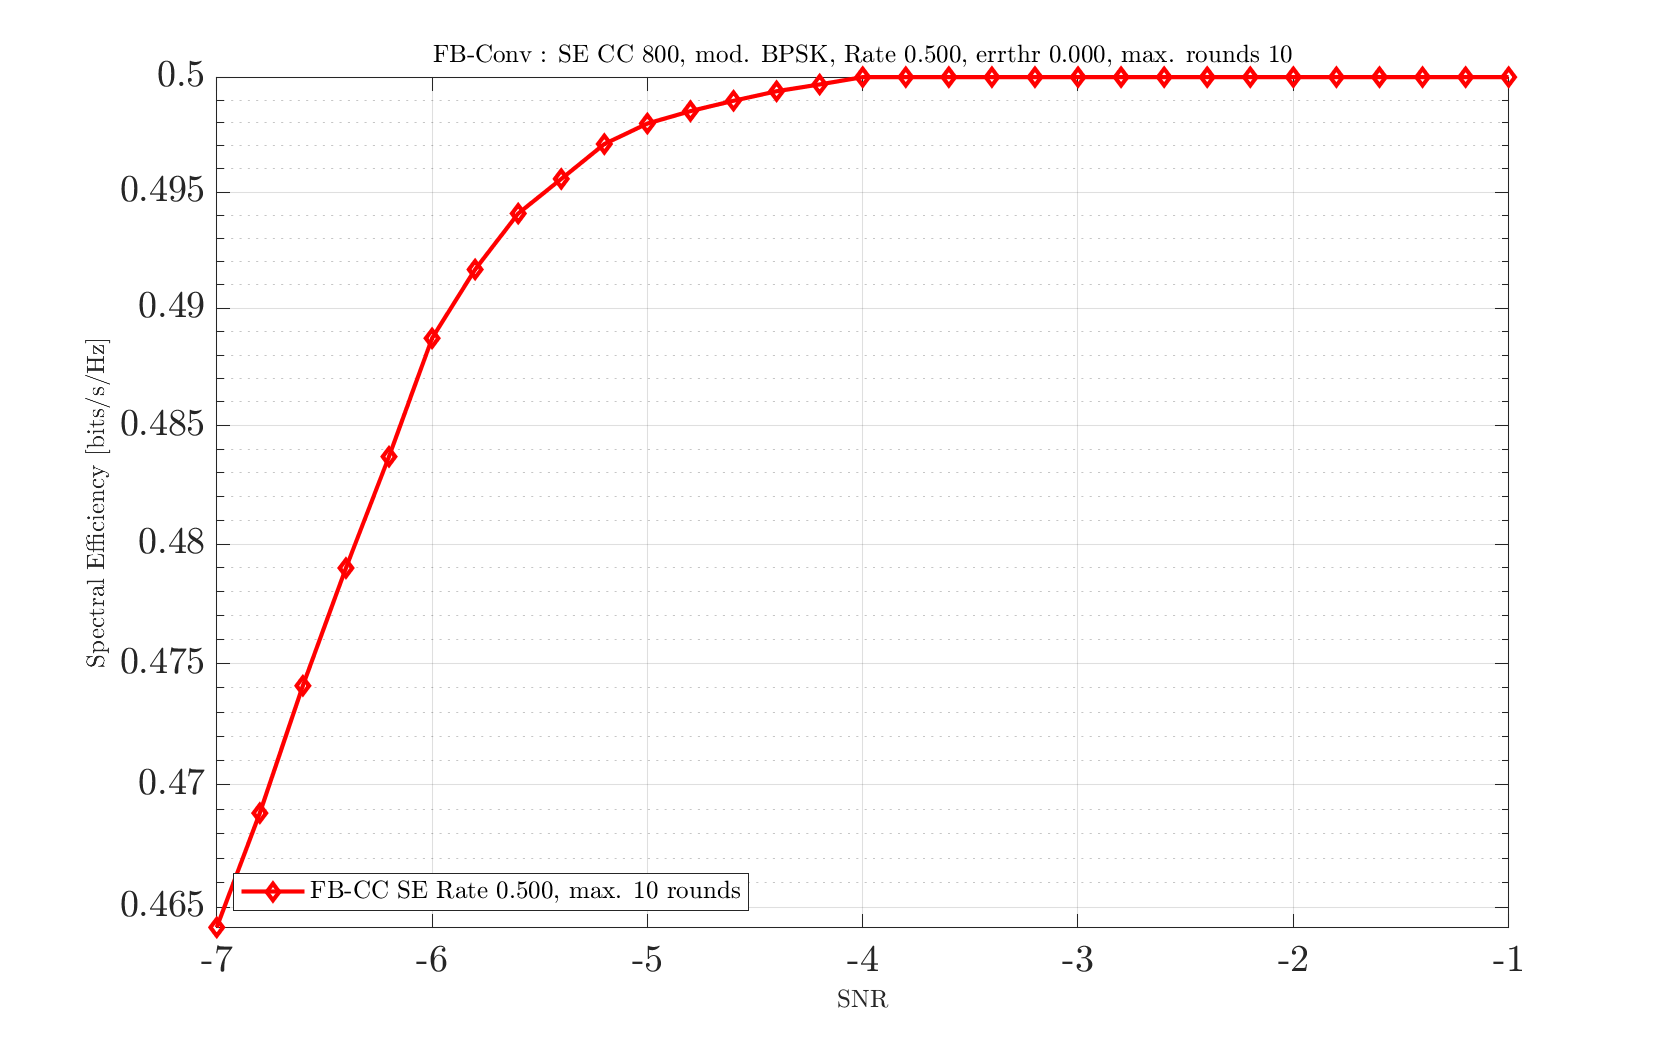 FB-Conv : SE CC 800, mod. BPSK, Rate 0.500, errthr 0.000, max. rounds 10
0.5
0.495
0.49
0.485
0.48
0.475
0.47
0.465
Spectral Efficiency [bits/s/Hz]
FB-CC SE Rate 0.500, max. 10 rounds
-7 -6 -5 -4 -3 -2 -1
SNR